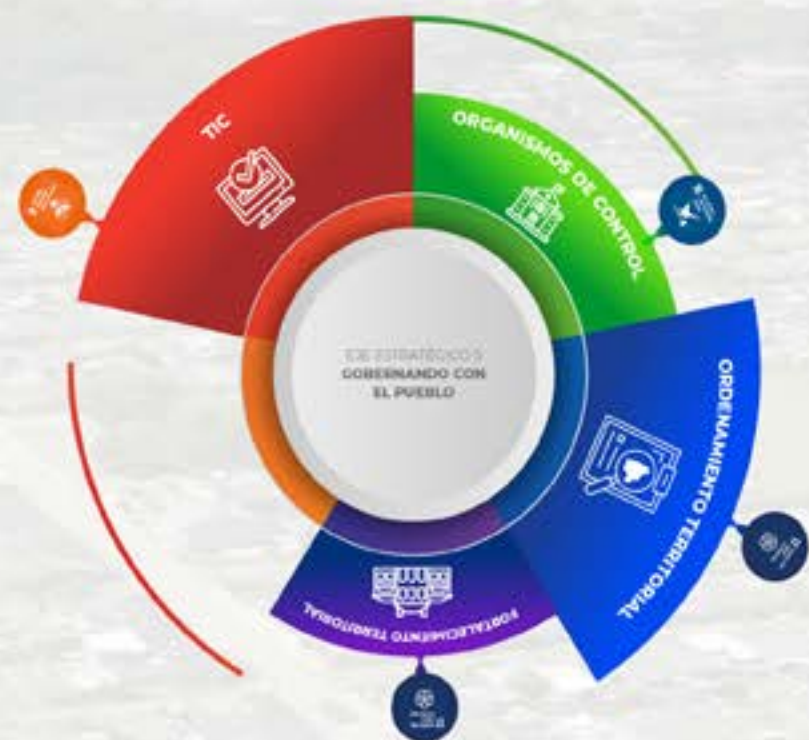 TIC
ORGANISMOS DE CONTROL
ORDENAMIENTO TERRITORIAL
FORTALECIMIENTO TERRITORIAL
EJE ESTRATÉGICO 5
GOBERNANDO CON
EL PUEBLO